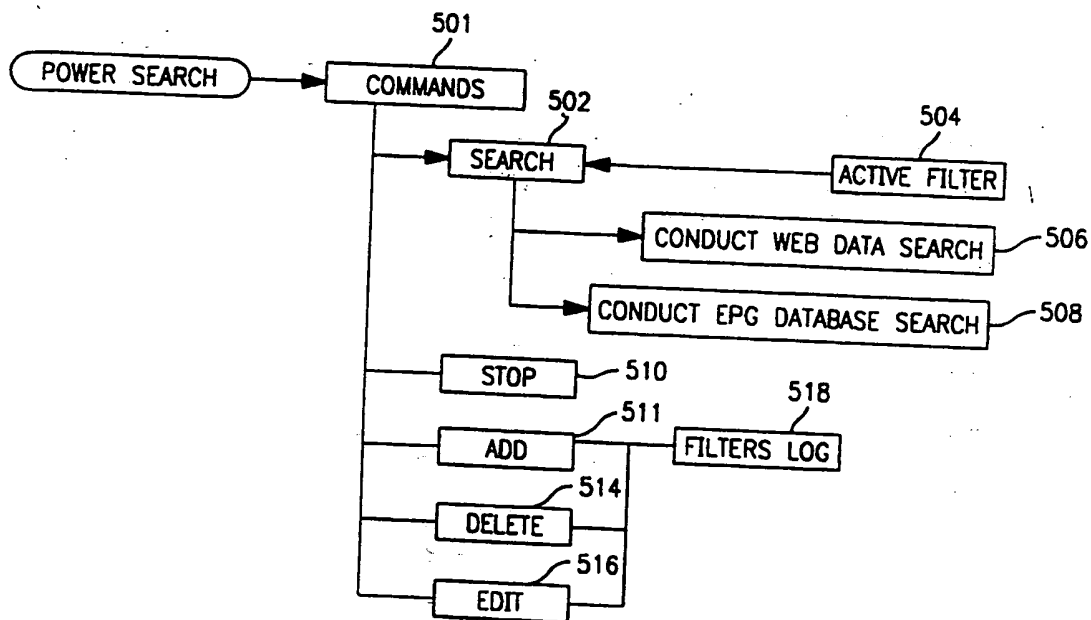 501
POWER SEARCH
COMMANDS
502
504
SEARCH
ACTIVE FILTER
CONDUCT WEB DATA SEARCH
506
CONDUCT EPG DATABASE SEARCH
508
STOP
510
511
518
ADD
FILTERS LOG
514
DELETE
516
EDIT